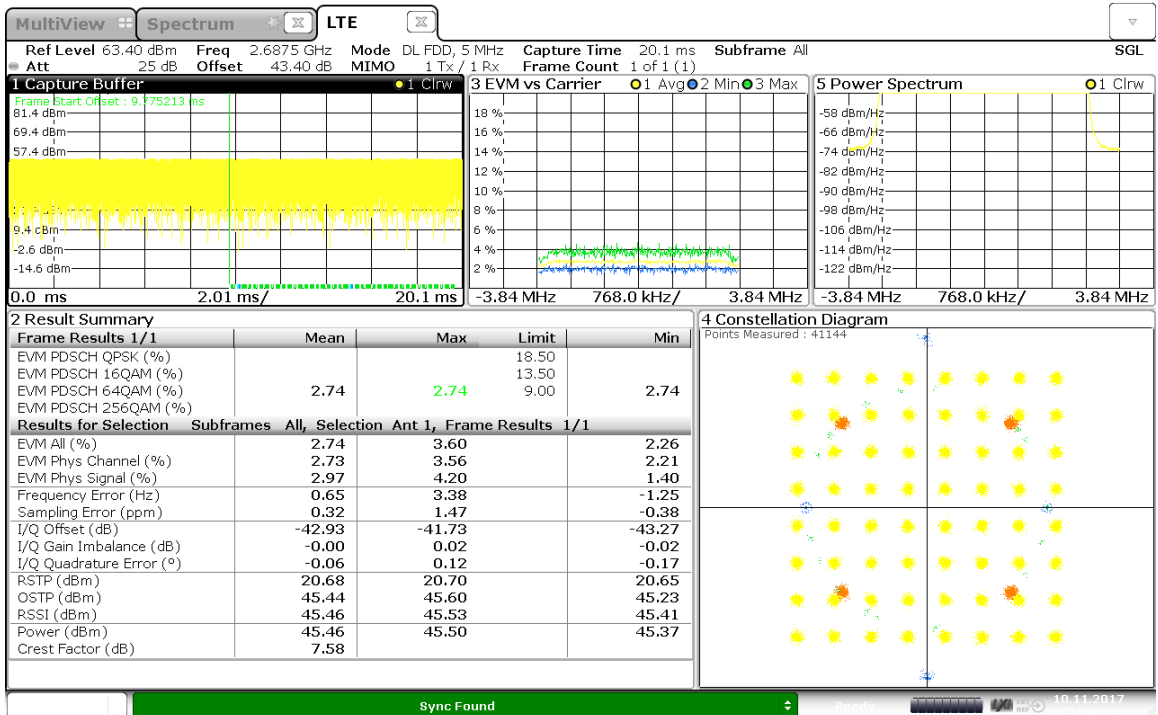 MultiView Spectrum LTE
Ref Level 63.40 dBm Freq 2.6875 GHz Mode DL FDD, 5 MHz Capture Time 20.1 ms Subframe All SGL
Att 25 dB Offset 43.40 dB MIMO 1 Tx / 1 Rx Frame Count 1 of 1 (1)
1 Capture Buffer 1 Clrw
Frame Start Offset : 9.775213 ms
81.4 dBm
69.4 dBm
57.4 dBm
9.4 dBm
-2.6 dBm
-14.6 dBm
0.0 ms 2.01 ms/ 20.1 ms
3 EVM vs Carrier 1 Avg 2 Min 3 Max
18 %
16 %
14 %
12 %
10 %
8 %
6 %
4 %
2 %
-3.84 MHz 768.0 kHz/ 3.84 MHz
5 Power Spectrum 1 Clrw
-58 dBm/Hz
-66 dBm/Hz
-74 dBm/Hz
-82 dBm/Hz
-90 dBm/Hz
-98 dBm/Hz
-106 dBm/Hz
-114 dBm/Hz
-122 dBm/Hz
-3.84 MHz 768.0 kHz/ 3.84 MHz
2 Result Summary
Frame Results 1/1 Mean Max Limit Min
EVM PDSCH QPSK (%) 18.50
EVM PDSCH 16QAM (%) 13.50
EVM PDSCH 64QAM (%) 2.74 2.74 9.00 2.74
EVM PDSCH 256QAM (%)
Results for Selection Subframes All, Selection Ant 1, Frame Results 1/1
EVM All (%) 2.74 3.60 2.26
EVM Phys Channel (%) 2.73 3.56 2.21
EVM Phys Signal (%) 2.97 4.20 1.40
Frequency Error (Hz) 0.65 3.38 -1.25
Sampling Error (ppm) 0.32 1.47 -0.38
I/Q Offset (dB) -42.93 -41.73 -43.27
I/Q Gain Imbalance (dB) -0.00 0.02 -0.02
I/Q Quadrature Error (°) -0.06 0.12 -0.17
RSTP (dBm) 20.68 20.70 20.65
OSTP (dBm) 45.44 45.60 45.23
RSSI (dBm) 45.46 45.53 45.41
Power (dBm) 45.46 45.50 45.37
Crest Factor (dB) 7.58
4 Constellation Diagram
Points Measured : 41144
Sync Found
Ready
10.11.2017